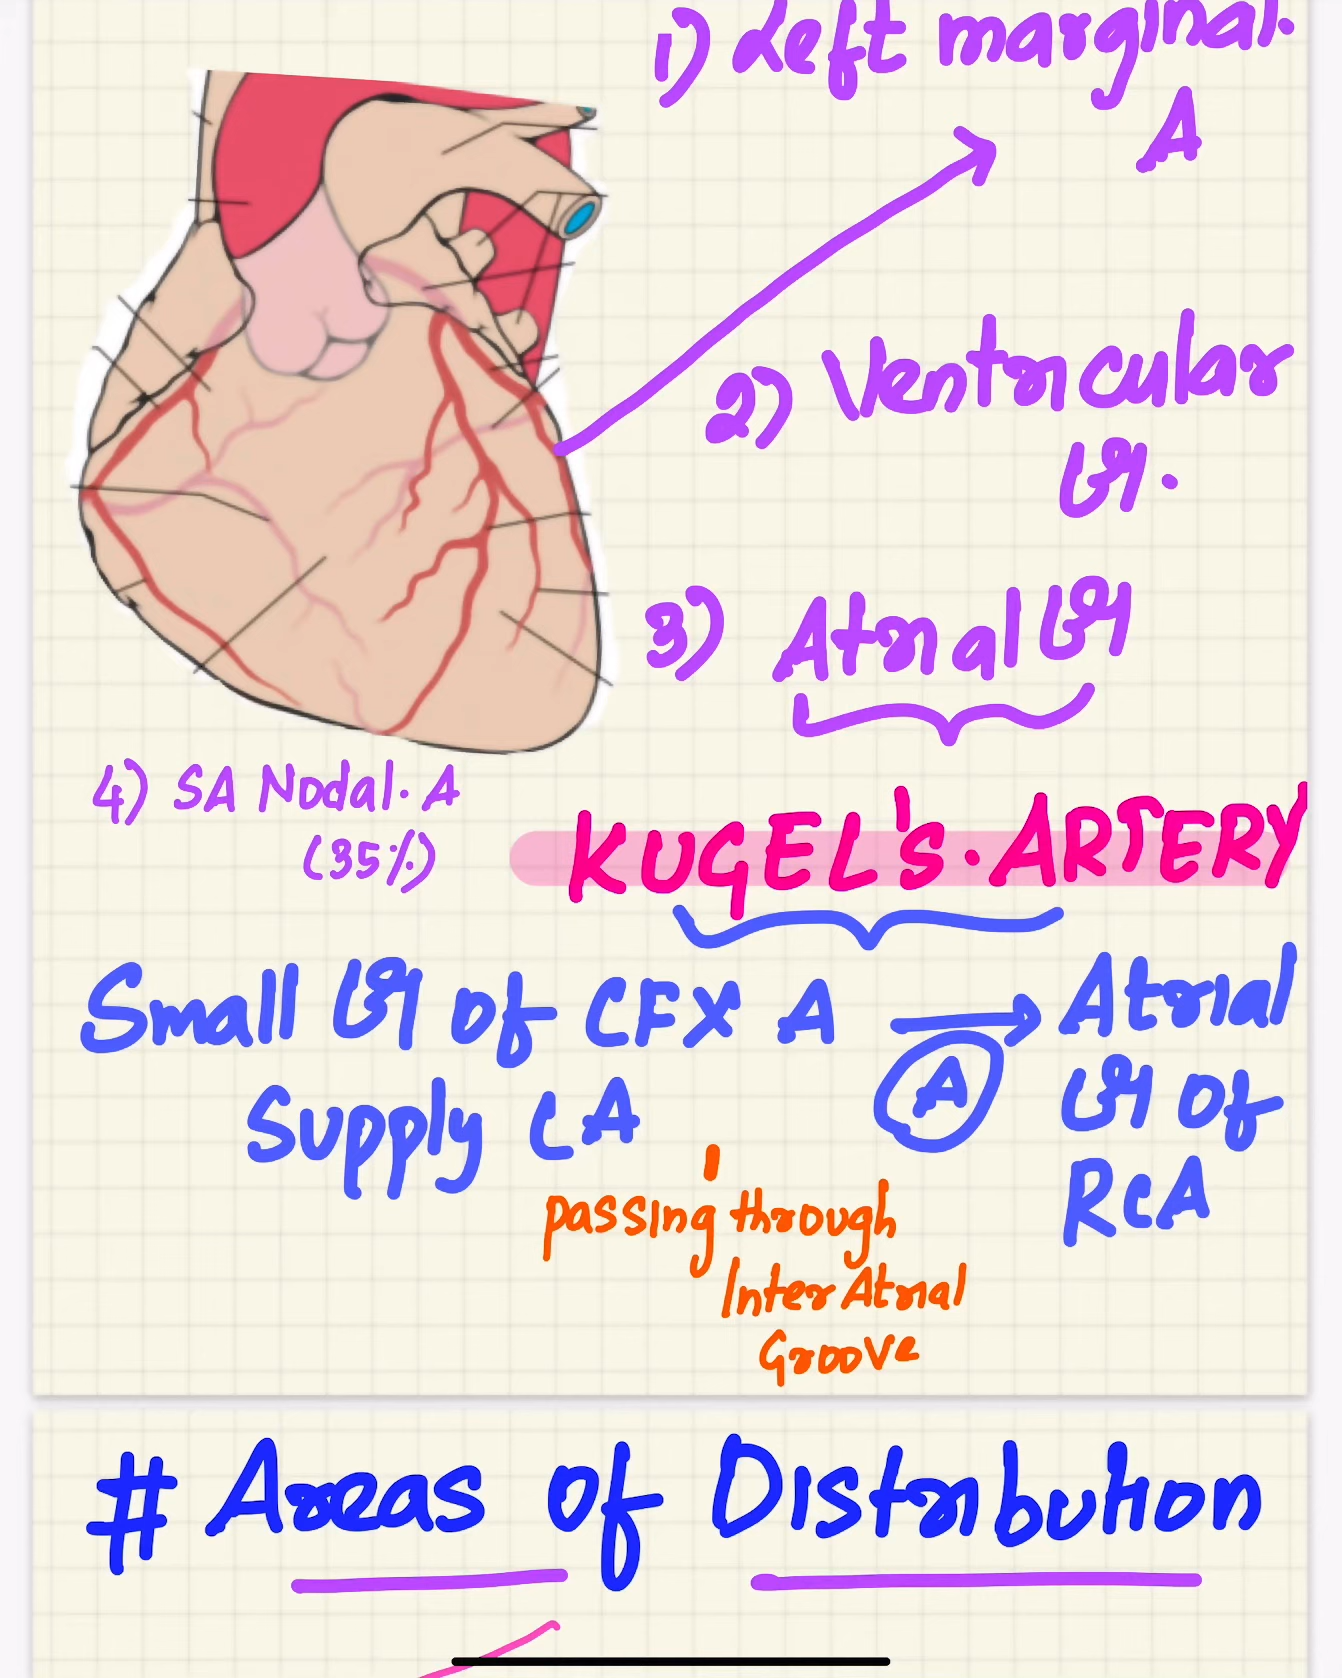 1) Left marginal.
A
2) Ventricular
Br.
3) Atrial Br
4) SA Nodal. A
(35%)
KUGEL's. ARTERY
Small Br of CFX A → Atrial
A
Br of
Supply LA
RCA
passing through
Inter Atrial
Groove
# Areas of Distribution